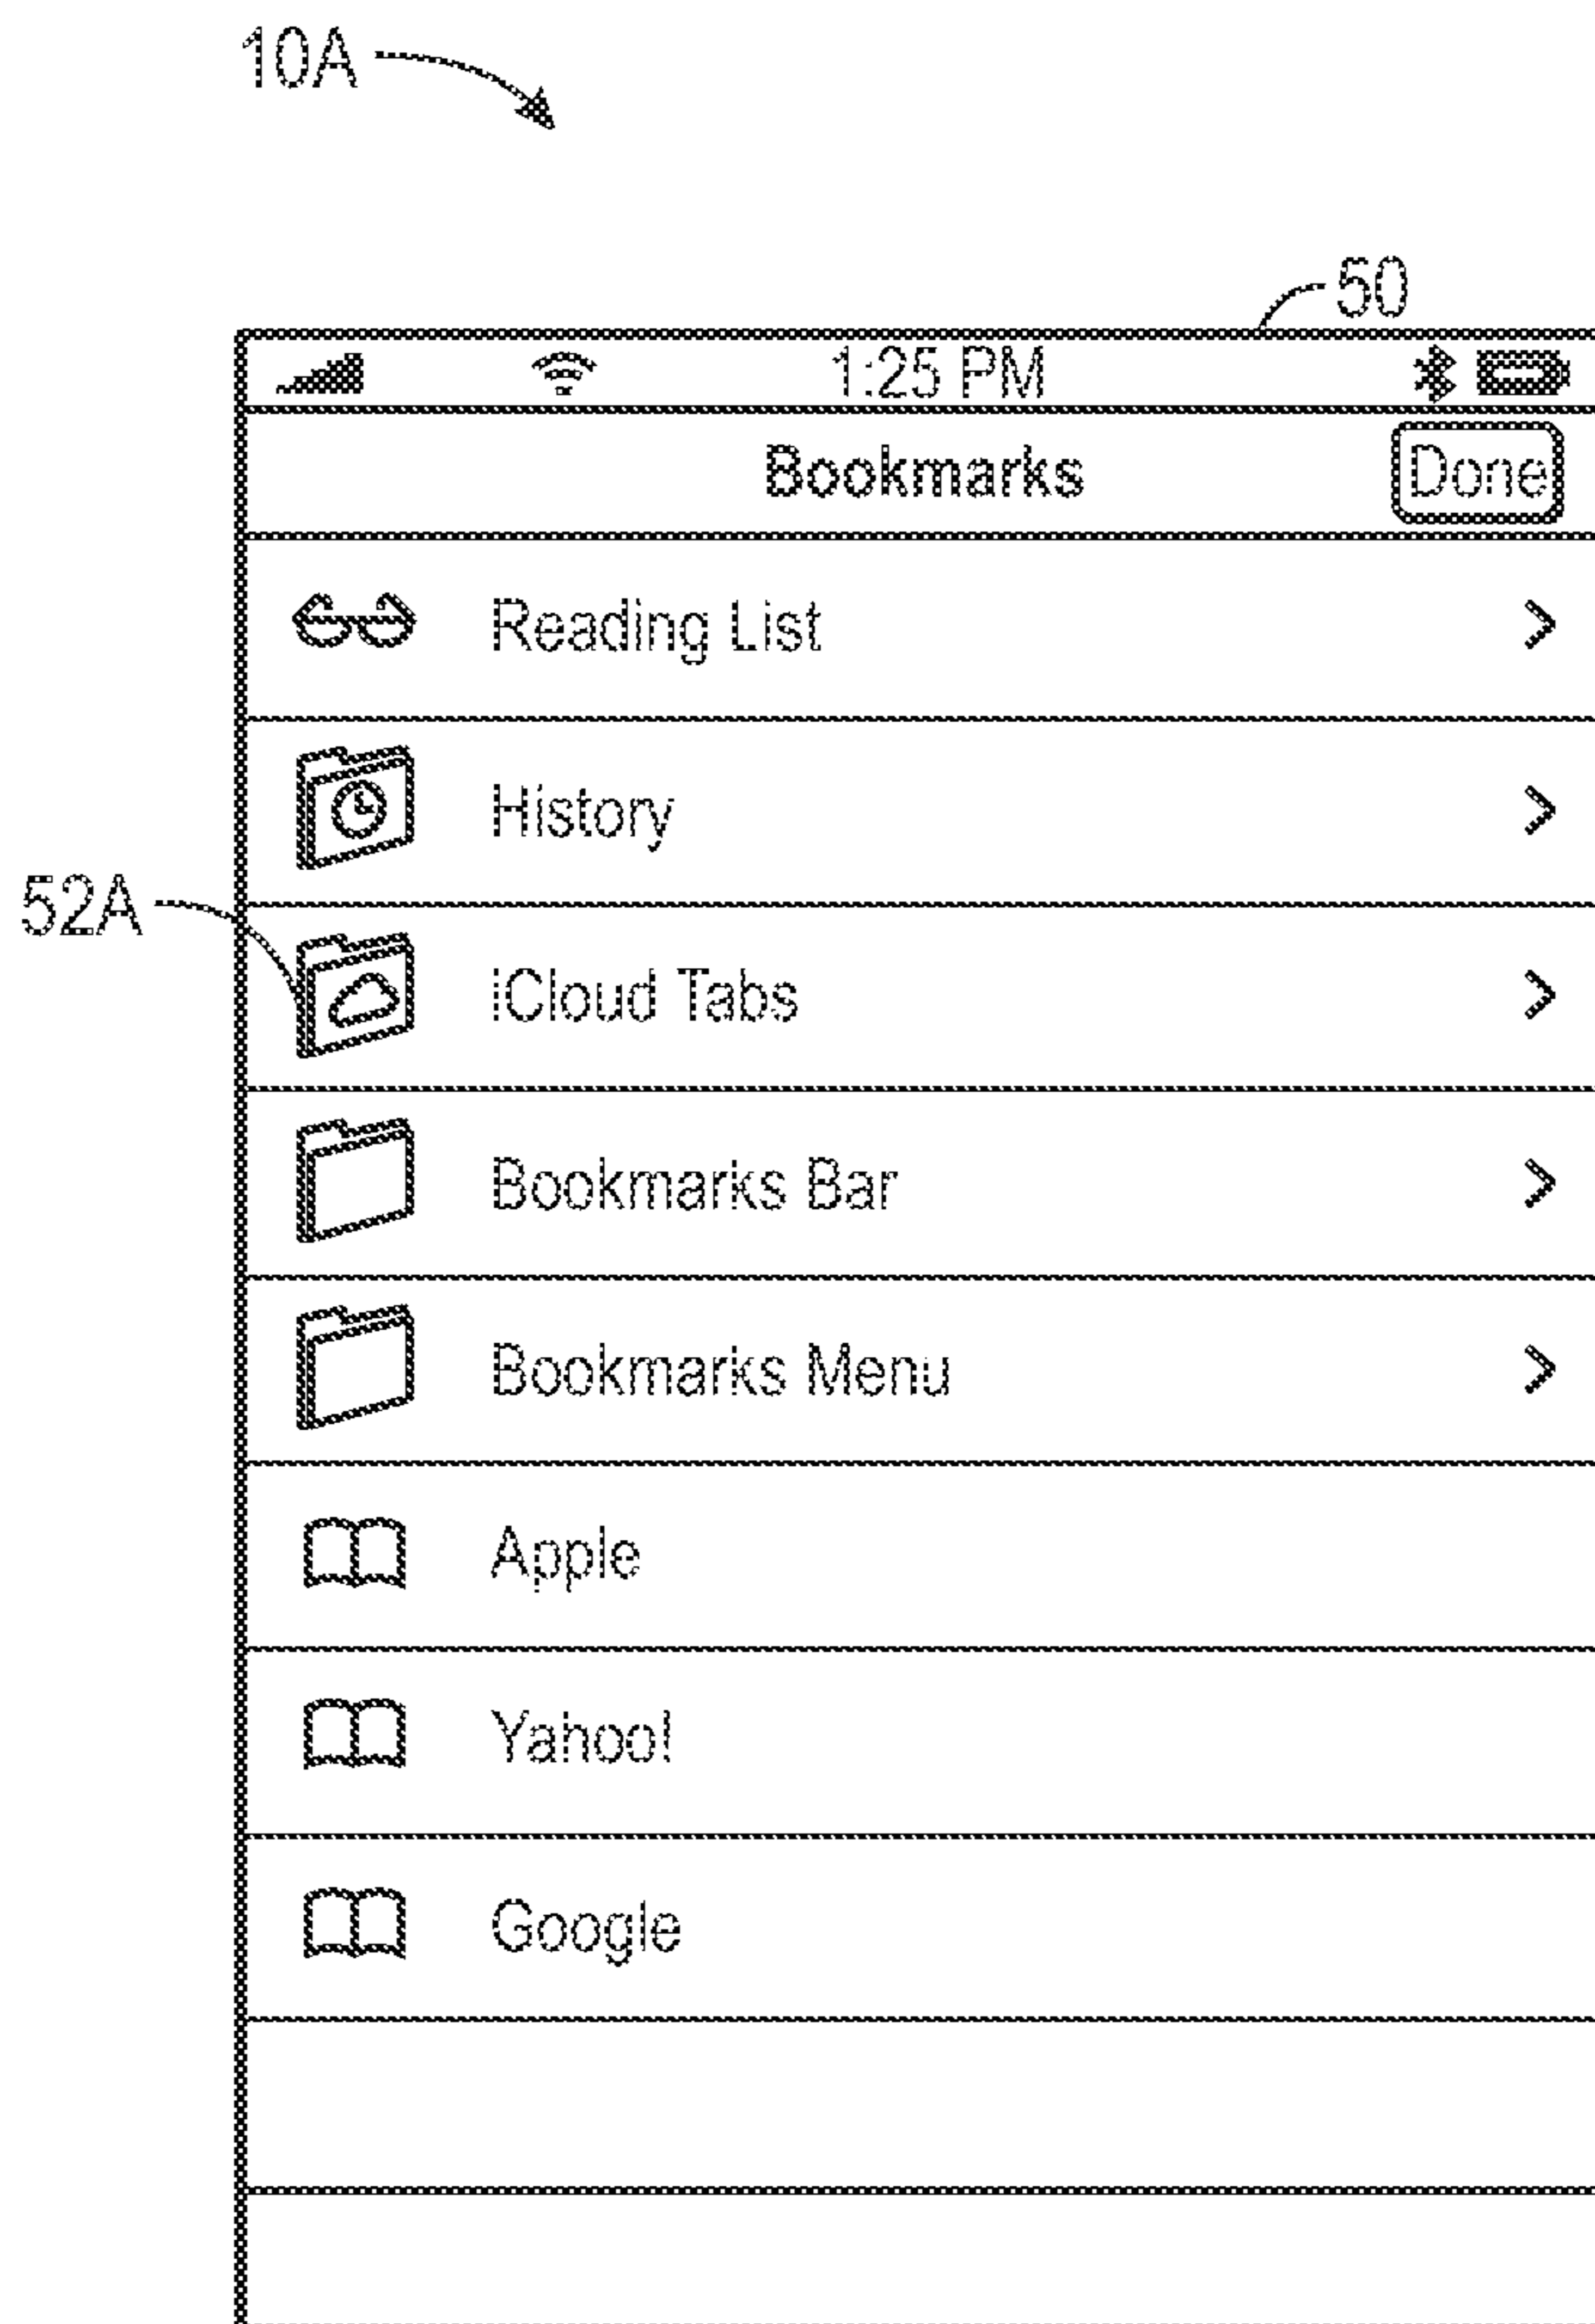 10A
50
1:25 PM
Bookmarks Done
Reading List
History
52A
iCloud Tabs
Bookmarks Bar
Bookmarks Menu
Apple
Yahoo!
Google